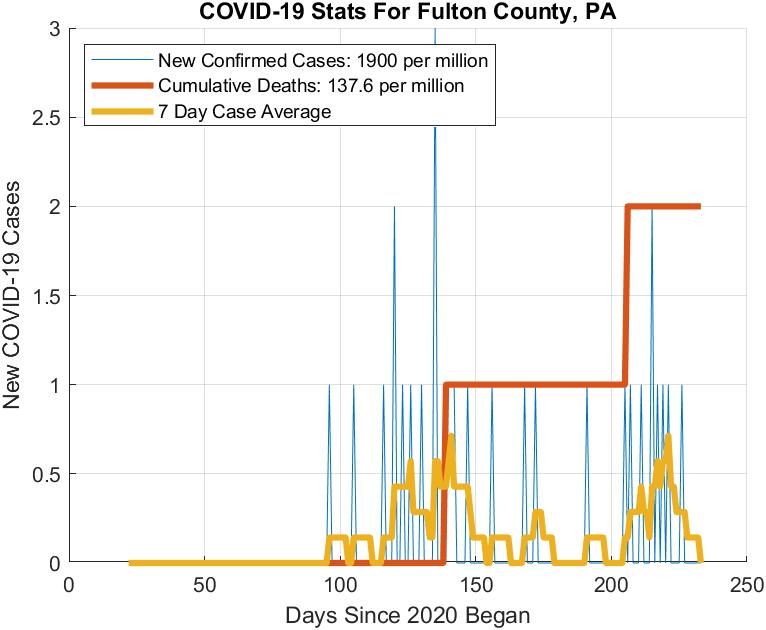 COVID-19 Stats For Fulton County, PA
New Confirmed Cases: 1900 per million
Cumulative Deaths: 137.6 per million
7 Day Case Average
New COVID-19 Cases
3
2.5
2
1.5
1
0.5
0
0 50 100 150 200 250
Days Since 2020 Began